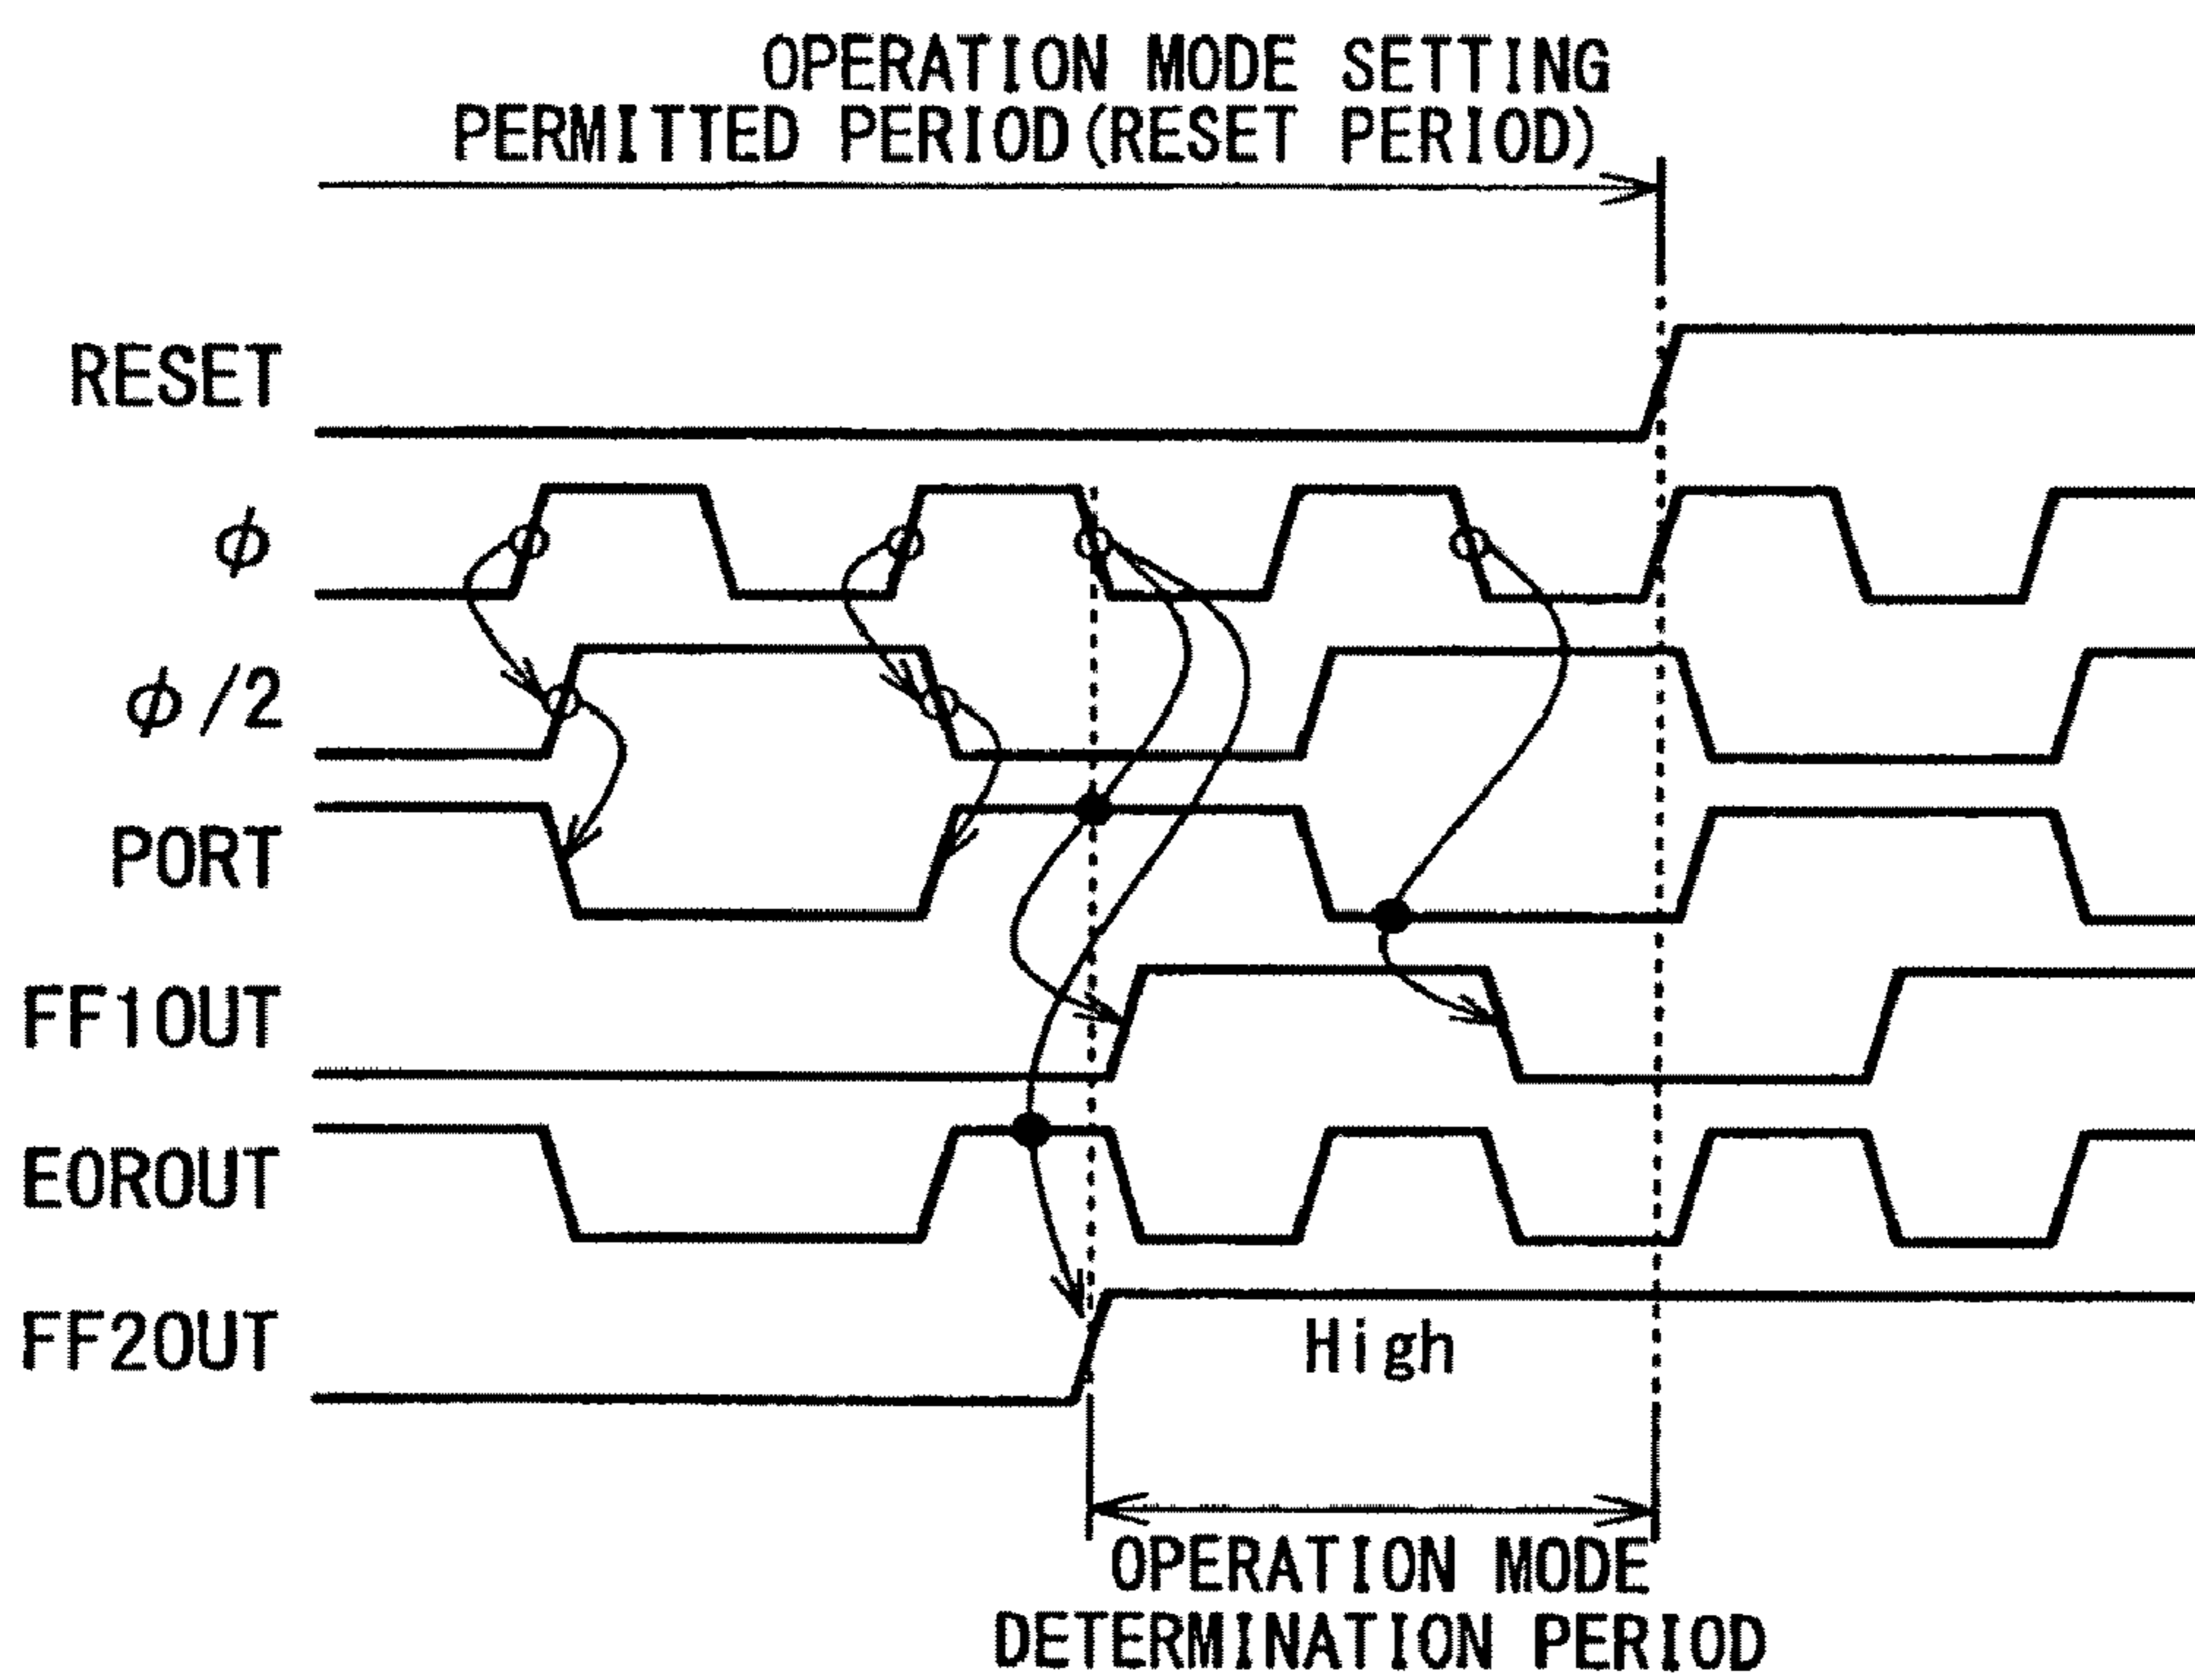 OPERATION MODE SETTING
PERMITTED PERIOD(RESET PERIOD)
RESET
φ
φ/2
PORT
FF1OUT
EOROUT
FF2OUT
High
OPERATION MODE
DETERMINATION PERIOD